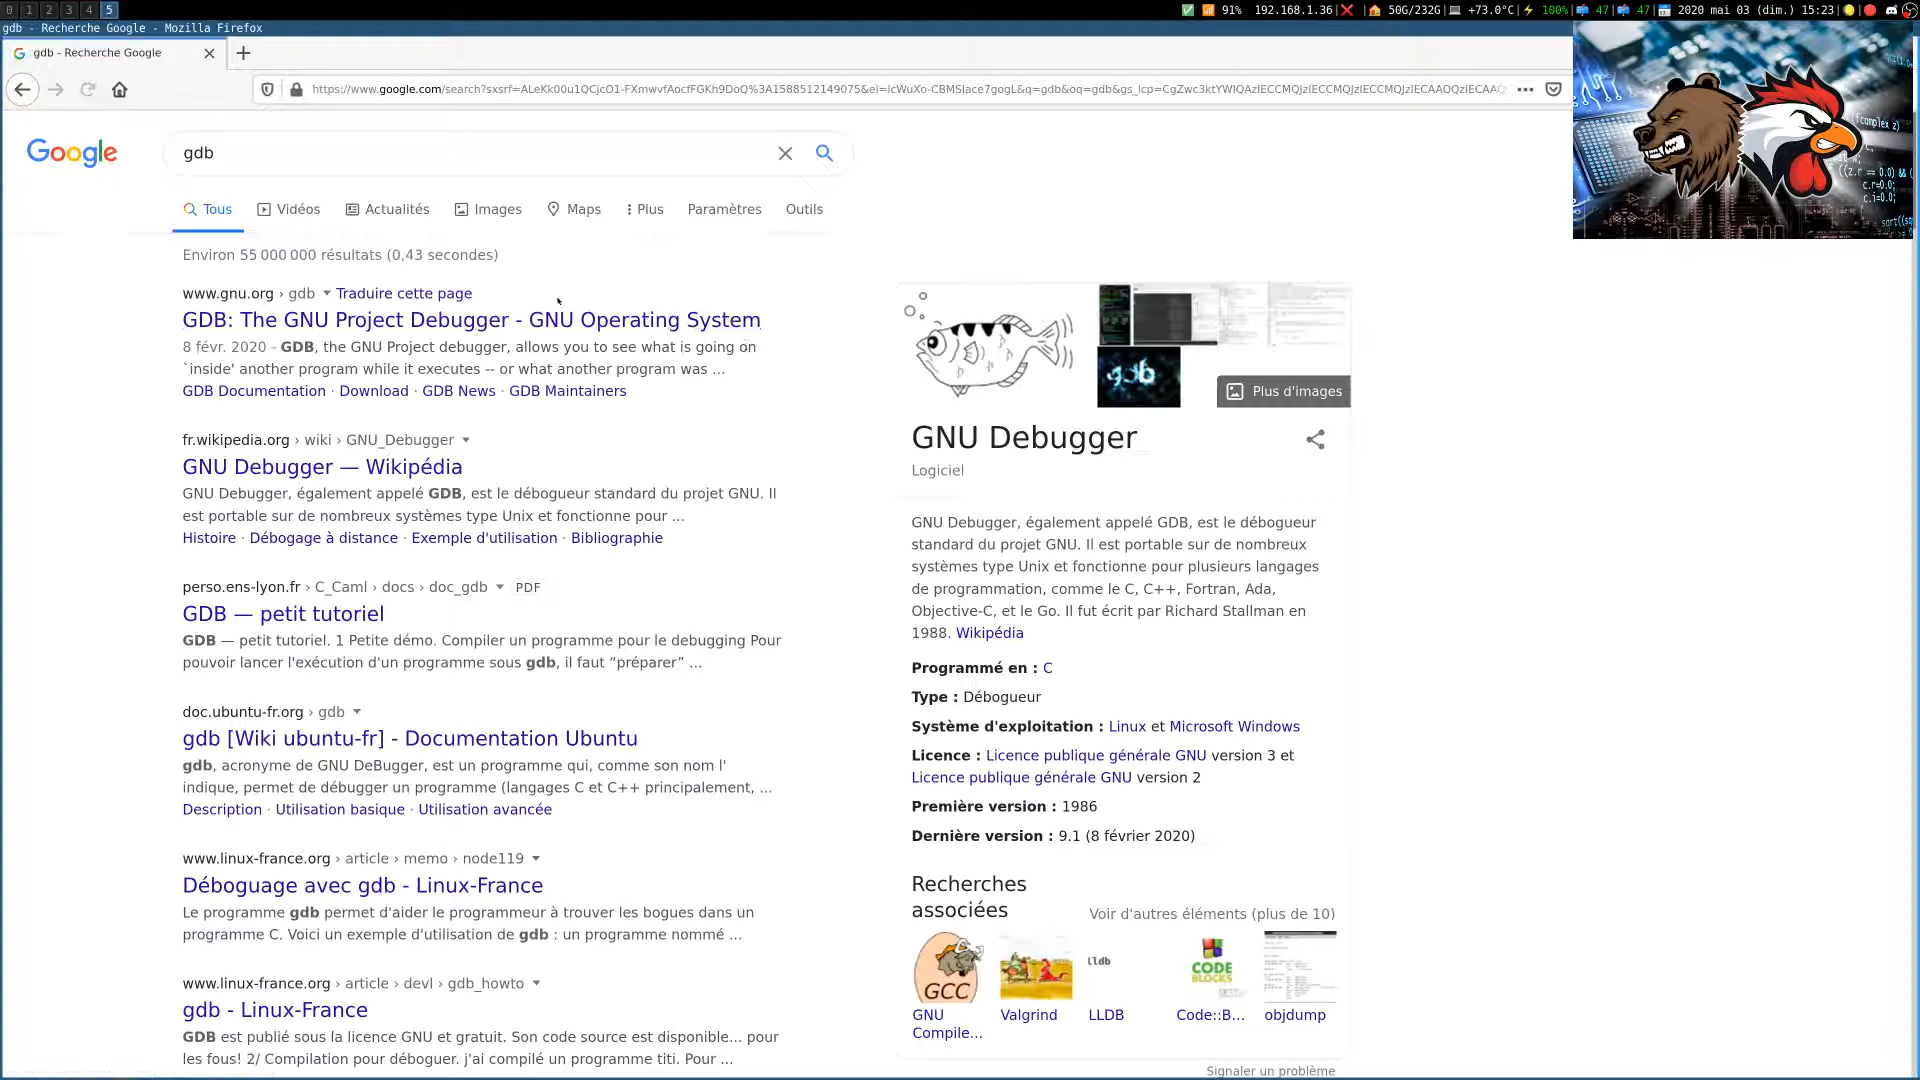 0 1 2 3 4 5
91% 192.168.1.36 50G/232G +73.0°C 100% 47 47 2020 mai 03 (dim.) 15:23
gdb - Recherche Google - Mozilla Firefox
gdb - Recherche Google
https://www.google.com/search?sxsrf=ALeKk00u1QCjcO1-FXmwvfAocfFGKh9DoQ%3A1588512149075&ei=lcWuXo-CBMSlace7gogL&q=gdb&oq=gdb&gs_lcp=CgZwc3ktYWIQAzIECCMQJzIECCMQJzIECCMQJzIECAAQQzIECAAQ
Google
gdb
Tous Vidéos Actualités Images Maps Plus Paramètres Outils
Environ 55 000 000 résultats (0,43 secondes)
www.gnu.org › gdb Traduire cette page
GDB: The GNU Project Debugger - GNU Operating System
8 févr. 2020 - GDB, the GNU Project debugger, allows you to see what is going on
`inside' another program while it executes -- or what another program was ...
GDB Documentation · Download · GDB News · GDB Maintainers
fr.wikipedia.org › wiki › GNU_Debugger
GNU Debugger — Wikipédia
GNU Debugger, également appelé GDB, est le débogueur standard du projet GNU. Il
est portable sur de nombreux systèmes type Unix et fonctionne pour ...
Histoire · Débogage à distance · Exemple d'utilisation · Bibliographie
perso.ens-lyon.fr › C_Caml › docs › doc_gdb PDF
GDB — petit tutoriel
GDB — petit tutoriel. 1 Petite démo. Compiler un programme pour le debugging Pour
pouvoir lancer l'exécution d'un programme sous gdb, il faut “préparer” ...
doc.ubuntu-fr.org › gdb
gdb [Wiki ubuntu-fr] - Documentation Ubuntu
gdb, acronyme de GNU DeBugger, est un programme qui, comme son nom l'
indique, permet de débugger un programme (langages C et C++ principalement, ...
Description · Utilisation basique · Utilisation avancée
www.linux-france.org › article › memo › node119
Déboguage avec gdb - Linux-France
Le programme gdb permet d'aider le programmeur à trouver les bogues dans un
programme C. Voici un exemple d'utilisation de gdb : un programme nommé ...
www.linux-france.org › article › devl › gdb_howto
gdb - Linux-France
GDB est publié sous la licence GNU et gratuit. Son code source est disponible... pour
les fous! 2/ Compilation pour déboguer. j'ai compilé un programme titi. Pour ...
gdb
Plus d'images
GNU Debugger
Logiciel
GNU Debugger, également appelé GDB, est le débogueur
standard du projet GNU. Il est portable sur de nombreux
systèmes type Unix et fonctionne pour plusieurs langages
de programmation, comme le C, C++, Fortran, Ada,
Objective-C, et le Go. Il fut écrit par Richard Stallman en
1988. Wikipédia
Programmé en : C
Type : Débogueur
Système d'exploitation : Linux et Microsoft Windows
Licence : Licence publique générale GNU version 3 et
Licence publique générale GNU version 2
Première version : 1986
Dernière version : 9.1 (8 février 2020)
Recherches
associées
Voir d'autres éléments (plus de 10)
GCC
lldb
CODE
BLOCKS
GNU Compile...
Valgrind
LLDB
Code::B...
objdump
Signaler un problème
(fcomplex z)
((z.r == 0.0) &&
c.r=0.0;
c.i=0.0;